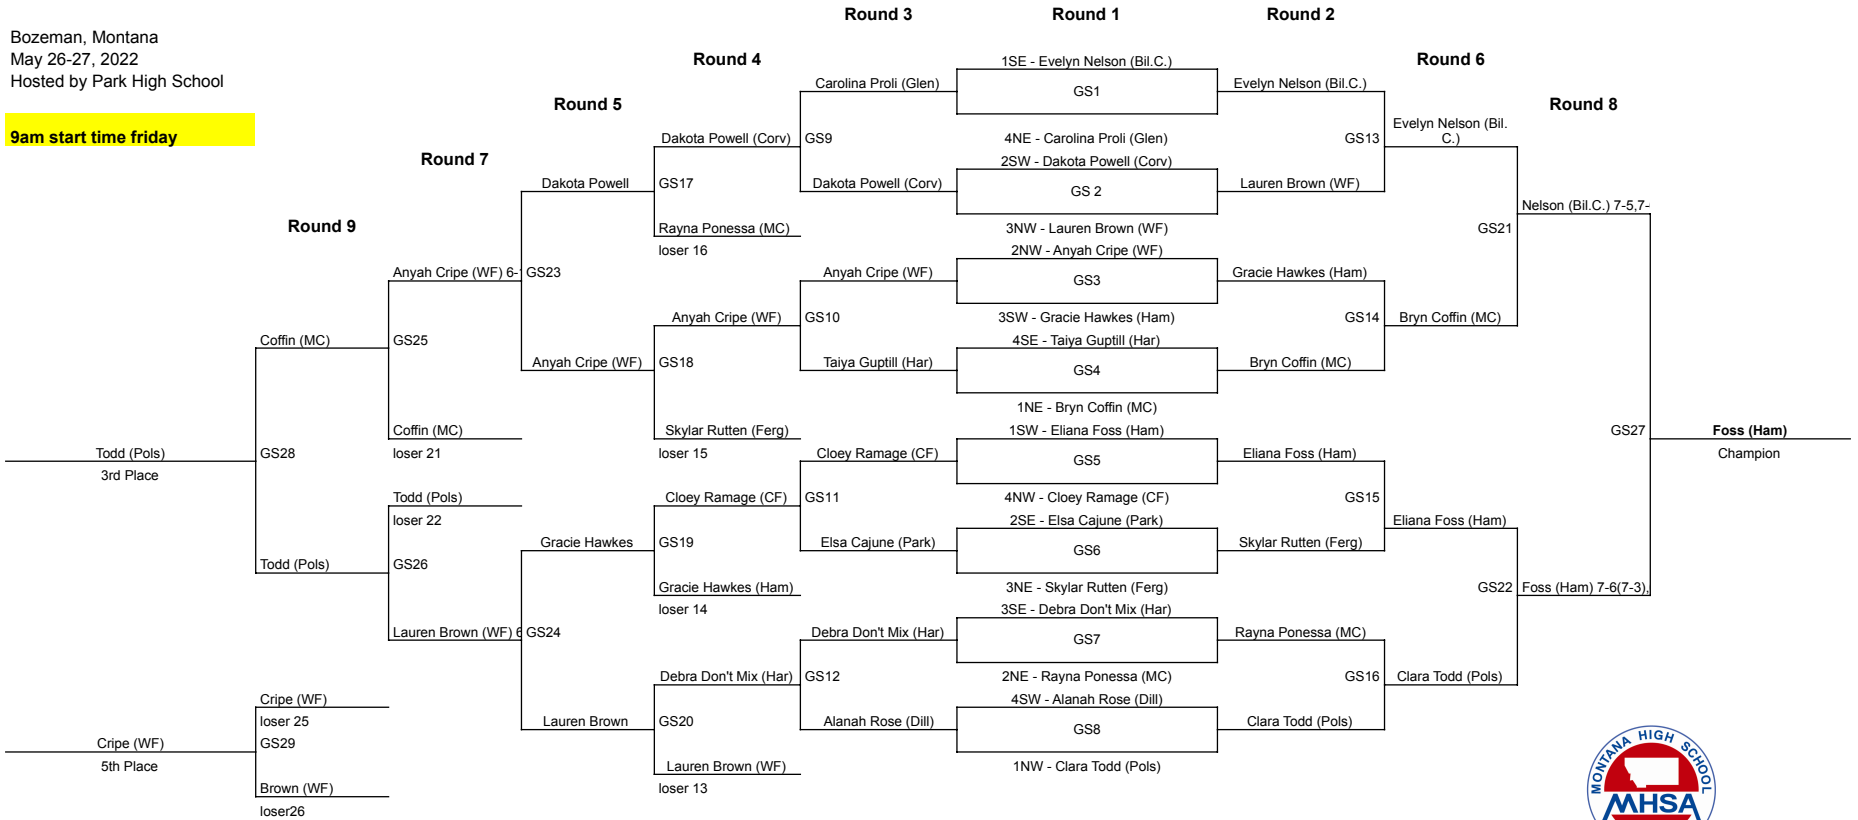 Round 3
Round 1
Round 2
Bozeman, Montana
May 26-27, 2022
Hosted by Park High School
9am start time friday
Round 4
Round 6
Round 5
Round 8
Round 7
Round 9
1SE - Evelyn Nelson (Bil.C.)
GS1
4NE - Carolina Proli (Glen)
2SW - Dakota Powell (Corv)
GS 2
3NW - Lauren Brown (WF)
2NW - Anyah Cripe (WF)
GS3
3SW - Gracie Hawkes (Ham)
4SE - Taiya Guptill (Har)
GS4
1NE - Bryn Coffin (MC)
1SW - Eliana Foss (Ham)
GS5
4NW - Cloey Ramage (CF)
2SE - Elsa Cajune (Park)
GS6
3NE - Skylar Rutten (Ferg)
3SE - Debra Don't Mix (Har)
GS7
2NE - Rayna Ponessa (MC)
4SW - Alanah Rose (Dill)
GS8
1NW - Clara Todd (Pols)
Evelyn Nelson (Bil.C.)
GS13
Lauren Brown (WF)
Gracie Hawkes (Ham)
GS14
Bryn Coffin (MC)
Eliana Foss (Ham)
GS15
Skylar Rutten (Ferg)
Rayna Ponessa (MC)
GS16
Clara Todd (Pols)
Evelyn Nelson (Bil.
C.)
GS21
Bryn Coffin (MC)
Eliana Foss (Ham)
GS22
Clara Todd (Pols)
Nelson (Bil.C.) 7-5,7-
GS27
Foss (Ham) 7-6(7-3),
Foss (Ham)
Champion
Carolina Proli (Glen)
GS9
Dakota Powell (Corv)
Anyah Cripe (WF)
GS10
Taiya Guptill (Har)
Cloey Ramage (CF)
GS11
Elsa Cajune (Park)
Debra Don't Mix (Har)
GS12
Alanah Rose (Dill)
Dakota Powell (Corv)
GS17
Rayna Ponessa (MC)
loser 16
Anyah Cripe (WF)
GS18
Skylar Rutten (Ferg)
loser 15
Cloey Ramage (CF)
GS19
Gracie Hawkes (Ham)
loser 14
Debra Don't Mix (Har)
GS20
Lauren Brown (WF)
loser 13
Dakota Powell
GS23
Anyah Cripe (WF)
Gracie Hawkes
GS24
Lauren Brown
Anyah Cripe (WF) 6-
GS25
Coffin (MC)
loser 21
Todd (Pols)
loser 22
GS26
Lauren Brown (WF) 6
Coffin (MC)
GS28
Todd (Pols)
Todd (Pols)
3rd Place
Cripe (WF)
loser 25
GS29
Brown (WF)
loser26
Cripe (WF)
5th Place
MONTANA HIGH SCHOOL
MHSA